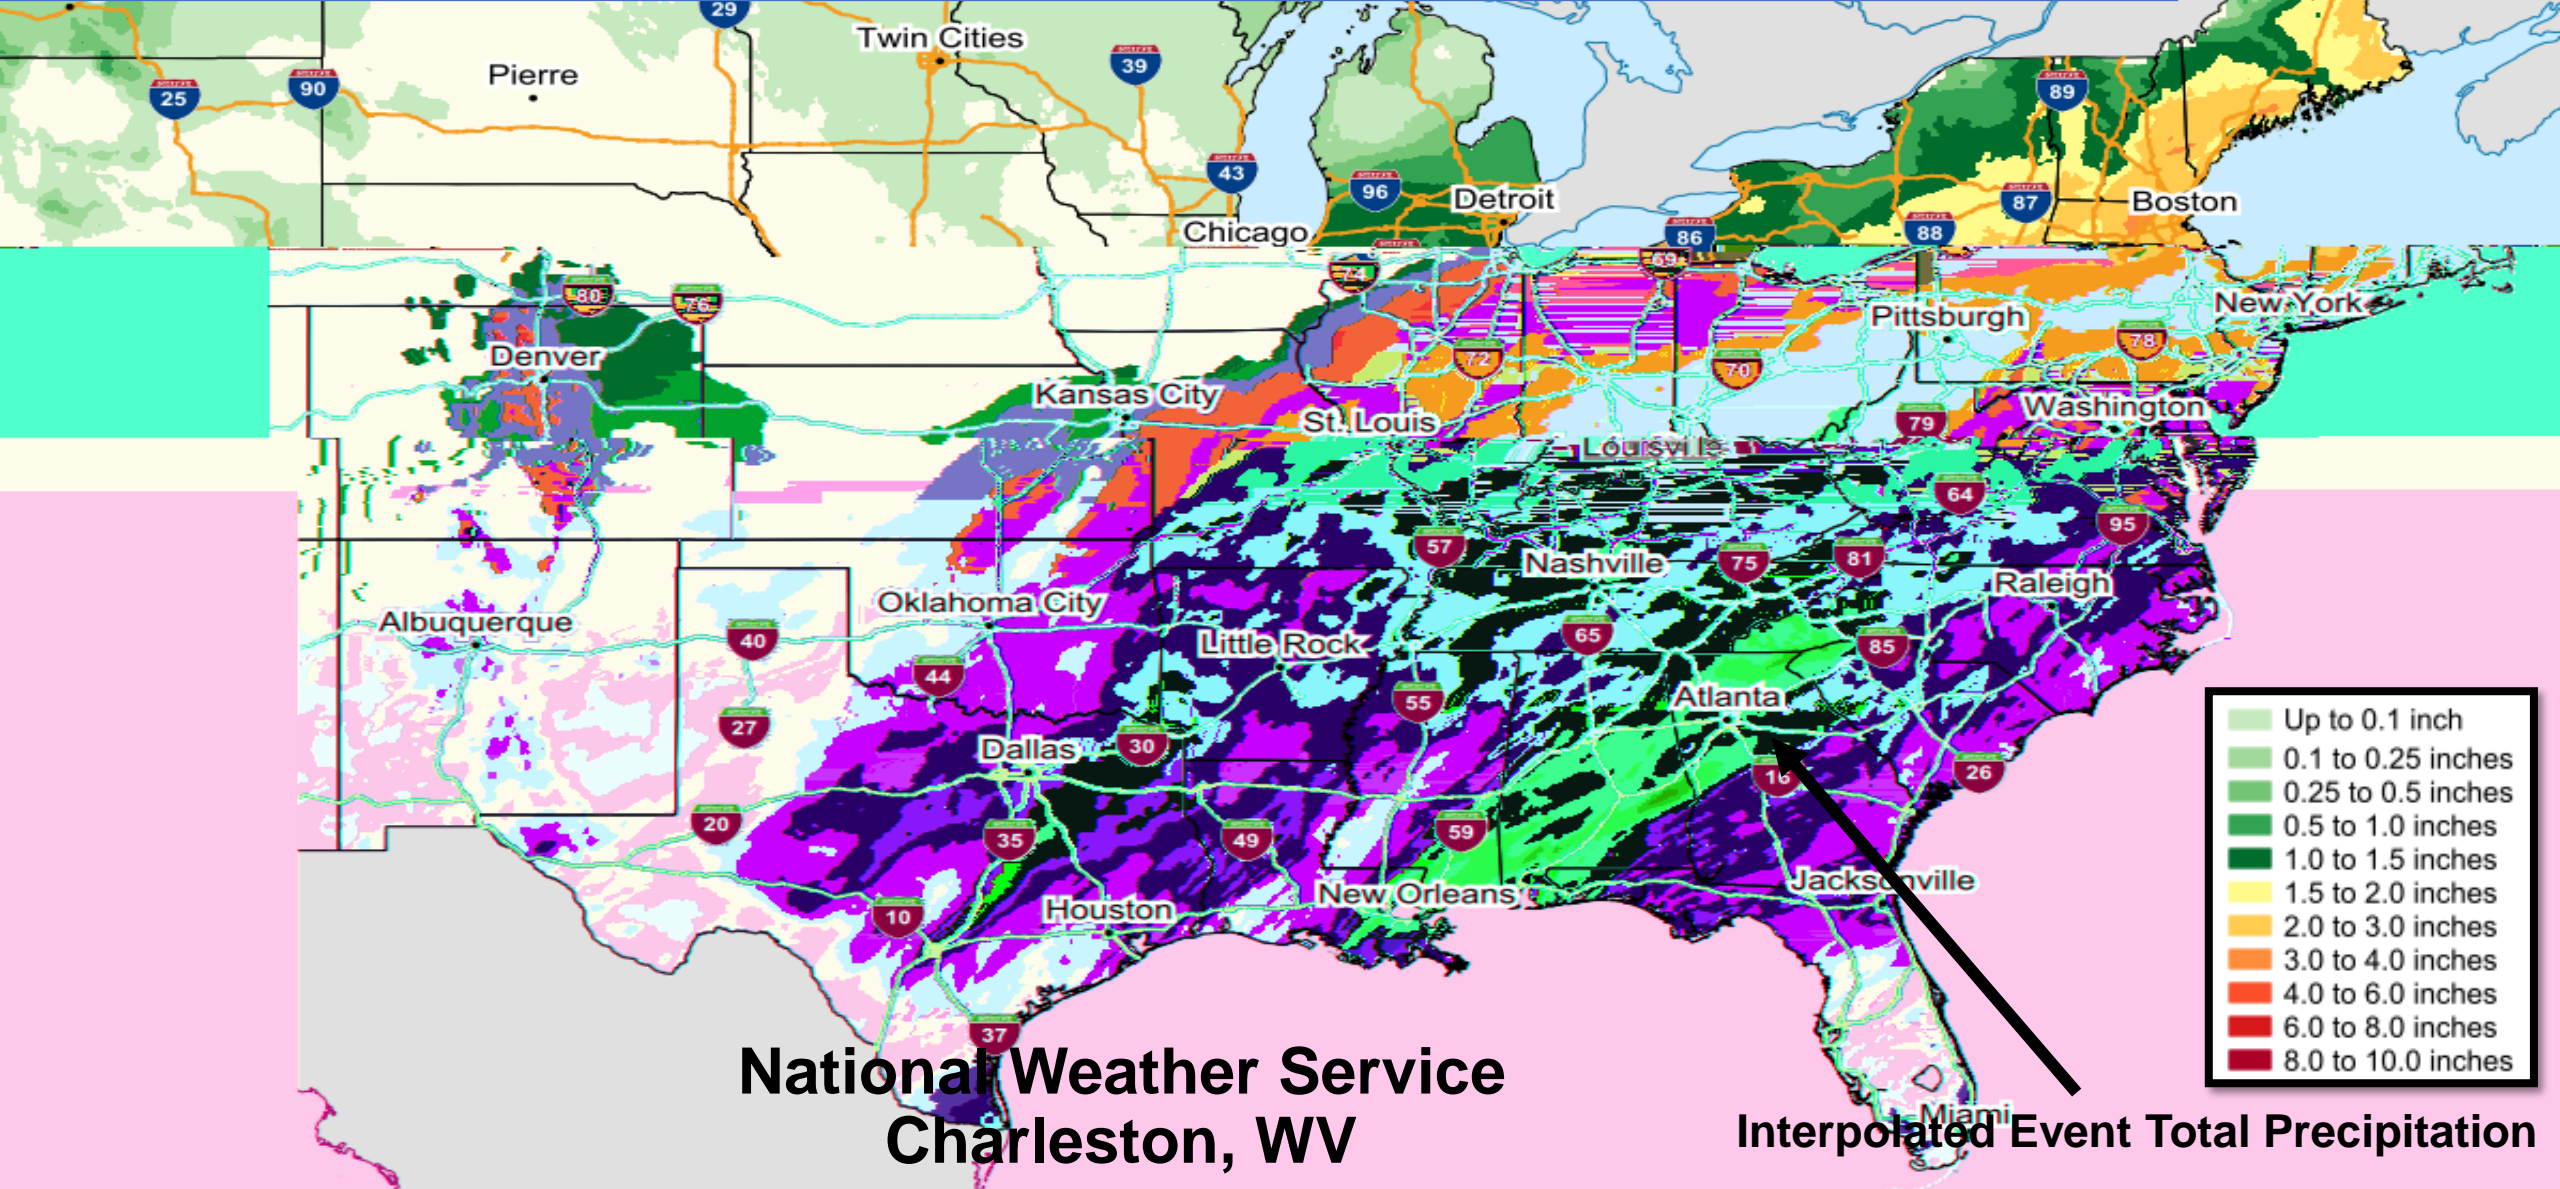 29
Twin Cities
39
Pierre
25
90
89
43
96
Detroit
87
Boston
Chicago
86
88
74
69
80
76
New York
Pittsburgh
78
Denver
72
70
Kansas City
Washington
St. Louis
79
Louisville
64
95
57
Nashville
75
81
Raleigh
Oklahoma City
Albuquerque
40
65
Little Rock
85
44
55
Atlanta
27
Dallas
30
16
26
20
35
49
59
Jacksonville
New Orleans
10
Houston
37
Up to 0.1 inch
0.1 to 0.25 inches
0.25 to 0.5 inches
0.5 to 1.0 inches
1.0 to 1.5 inches
1.5 to 2.0 inches
2.0 to 3.0 inches
3.0 to 4.0 inches
4.0 to 6.0 inches
6.0 to 8.0 inches
8.0 to 10.0 inches
National Weather Service
Charleston, WV
Miami
Interpolated Event Total Precipitation